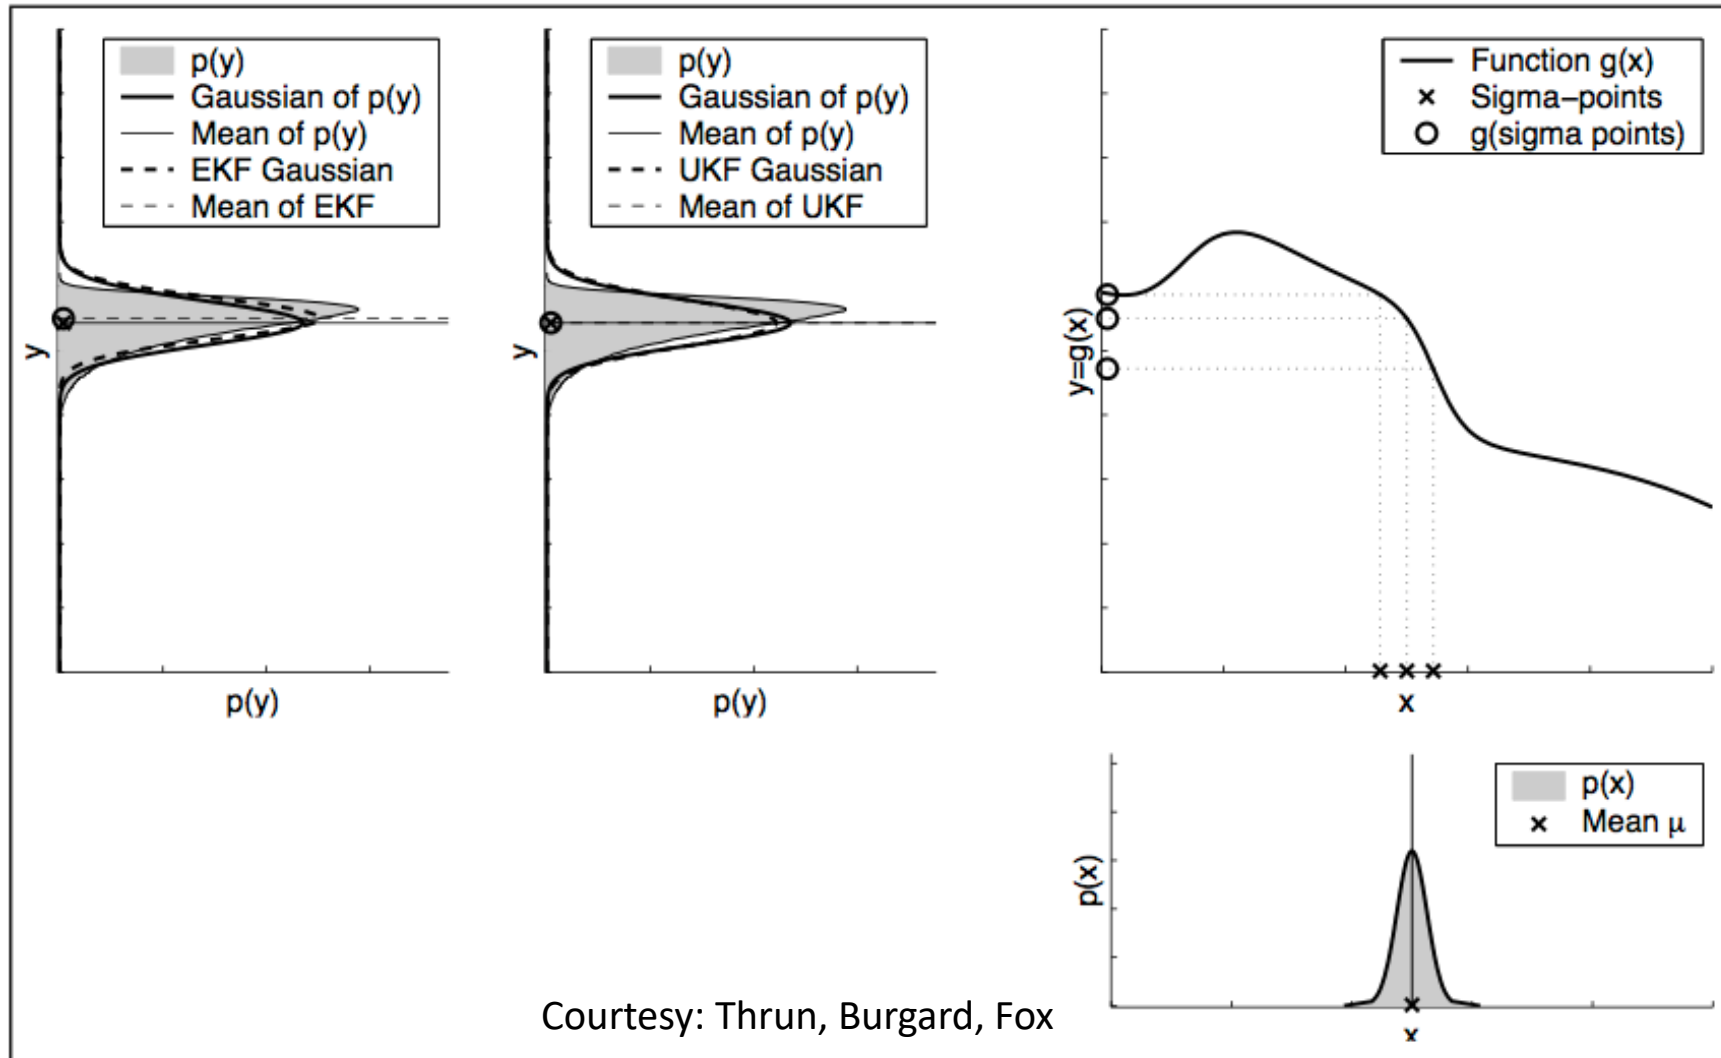 p(y)
Gaussian of p(y)
Mean of p(y)
EKF Gaussian
Mean of EKF
y
p(y)
p(y)
Gaussian of p(y)
Mean of p(y)
UKF Gaussian
Mean of UKF
y
p(y)
Function g(x)
Sigma-points
g(sigma points)
y=g(x)
x
p(x)
Mean μ
p(x)
x
Courtesy: Thrun, Burgard, Fox